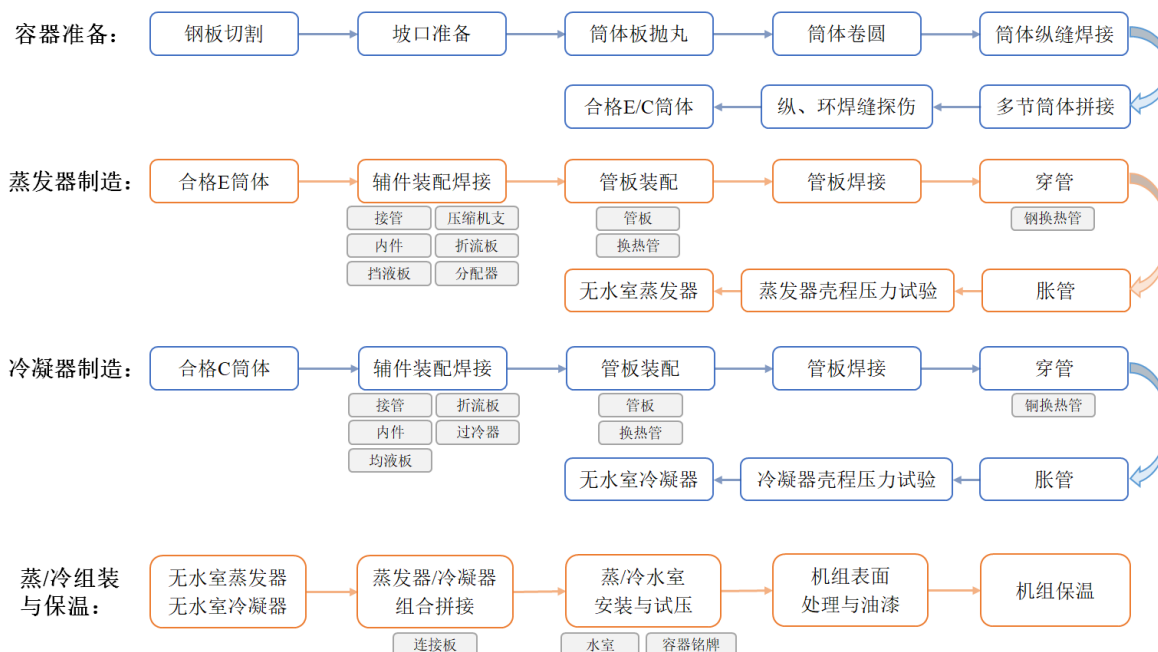 容器准备：
钢板切割
坡口准备
筒体板抛丸
筒体卷圆
筒体纵缝焊接
合格E/C筒体
纵、环焊缝探伤
多节筒体拼接
蒸发器制造：
合格E筒体
辅件装配焊接
管板装配
管板焊接
穿管
接管
压缩机支
管板
钢换热管
内件
折流板
换热管
挡液板
分配器
无水室蒸发器
蒸发器壳程压力试验
胀管
冷凝器制造：
合格C筒体
辅件装配焊接
管板装配
管板焊接
穿管
接管
折流板
管板
铜换热管
内件
过冷器
换热管
均液板
无水室冷凝器
冷凝器壳程压力试验
胀管
蒸/冷组装
与保温：
无水室蒸发器
无水室冷凝器
蒸发器/冷凝器
组合拼接
蒸/冷水室
安装与试压
机组表面
处理与油漆
机组保温
连接板
水室
容器铭牌